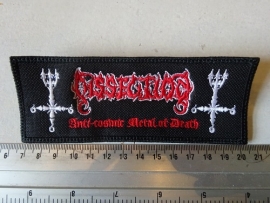 DISSECTION
Anti-cosmic Metal of Death
6 7 8 9 10 11 12 13 14 15 16 17 18 19 20 21